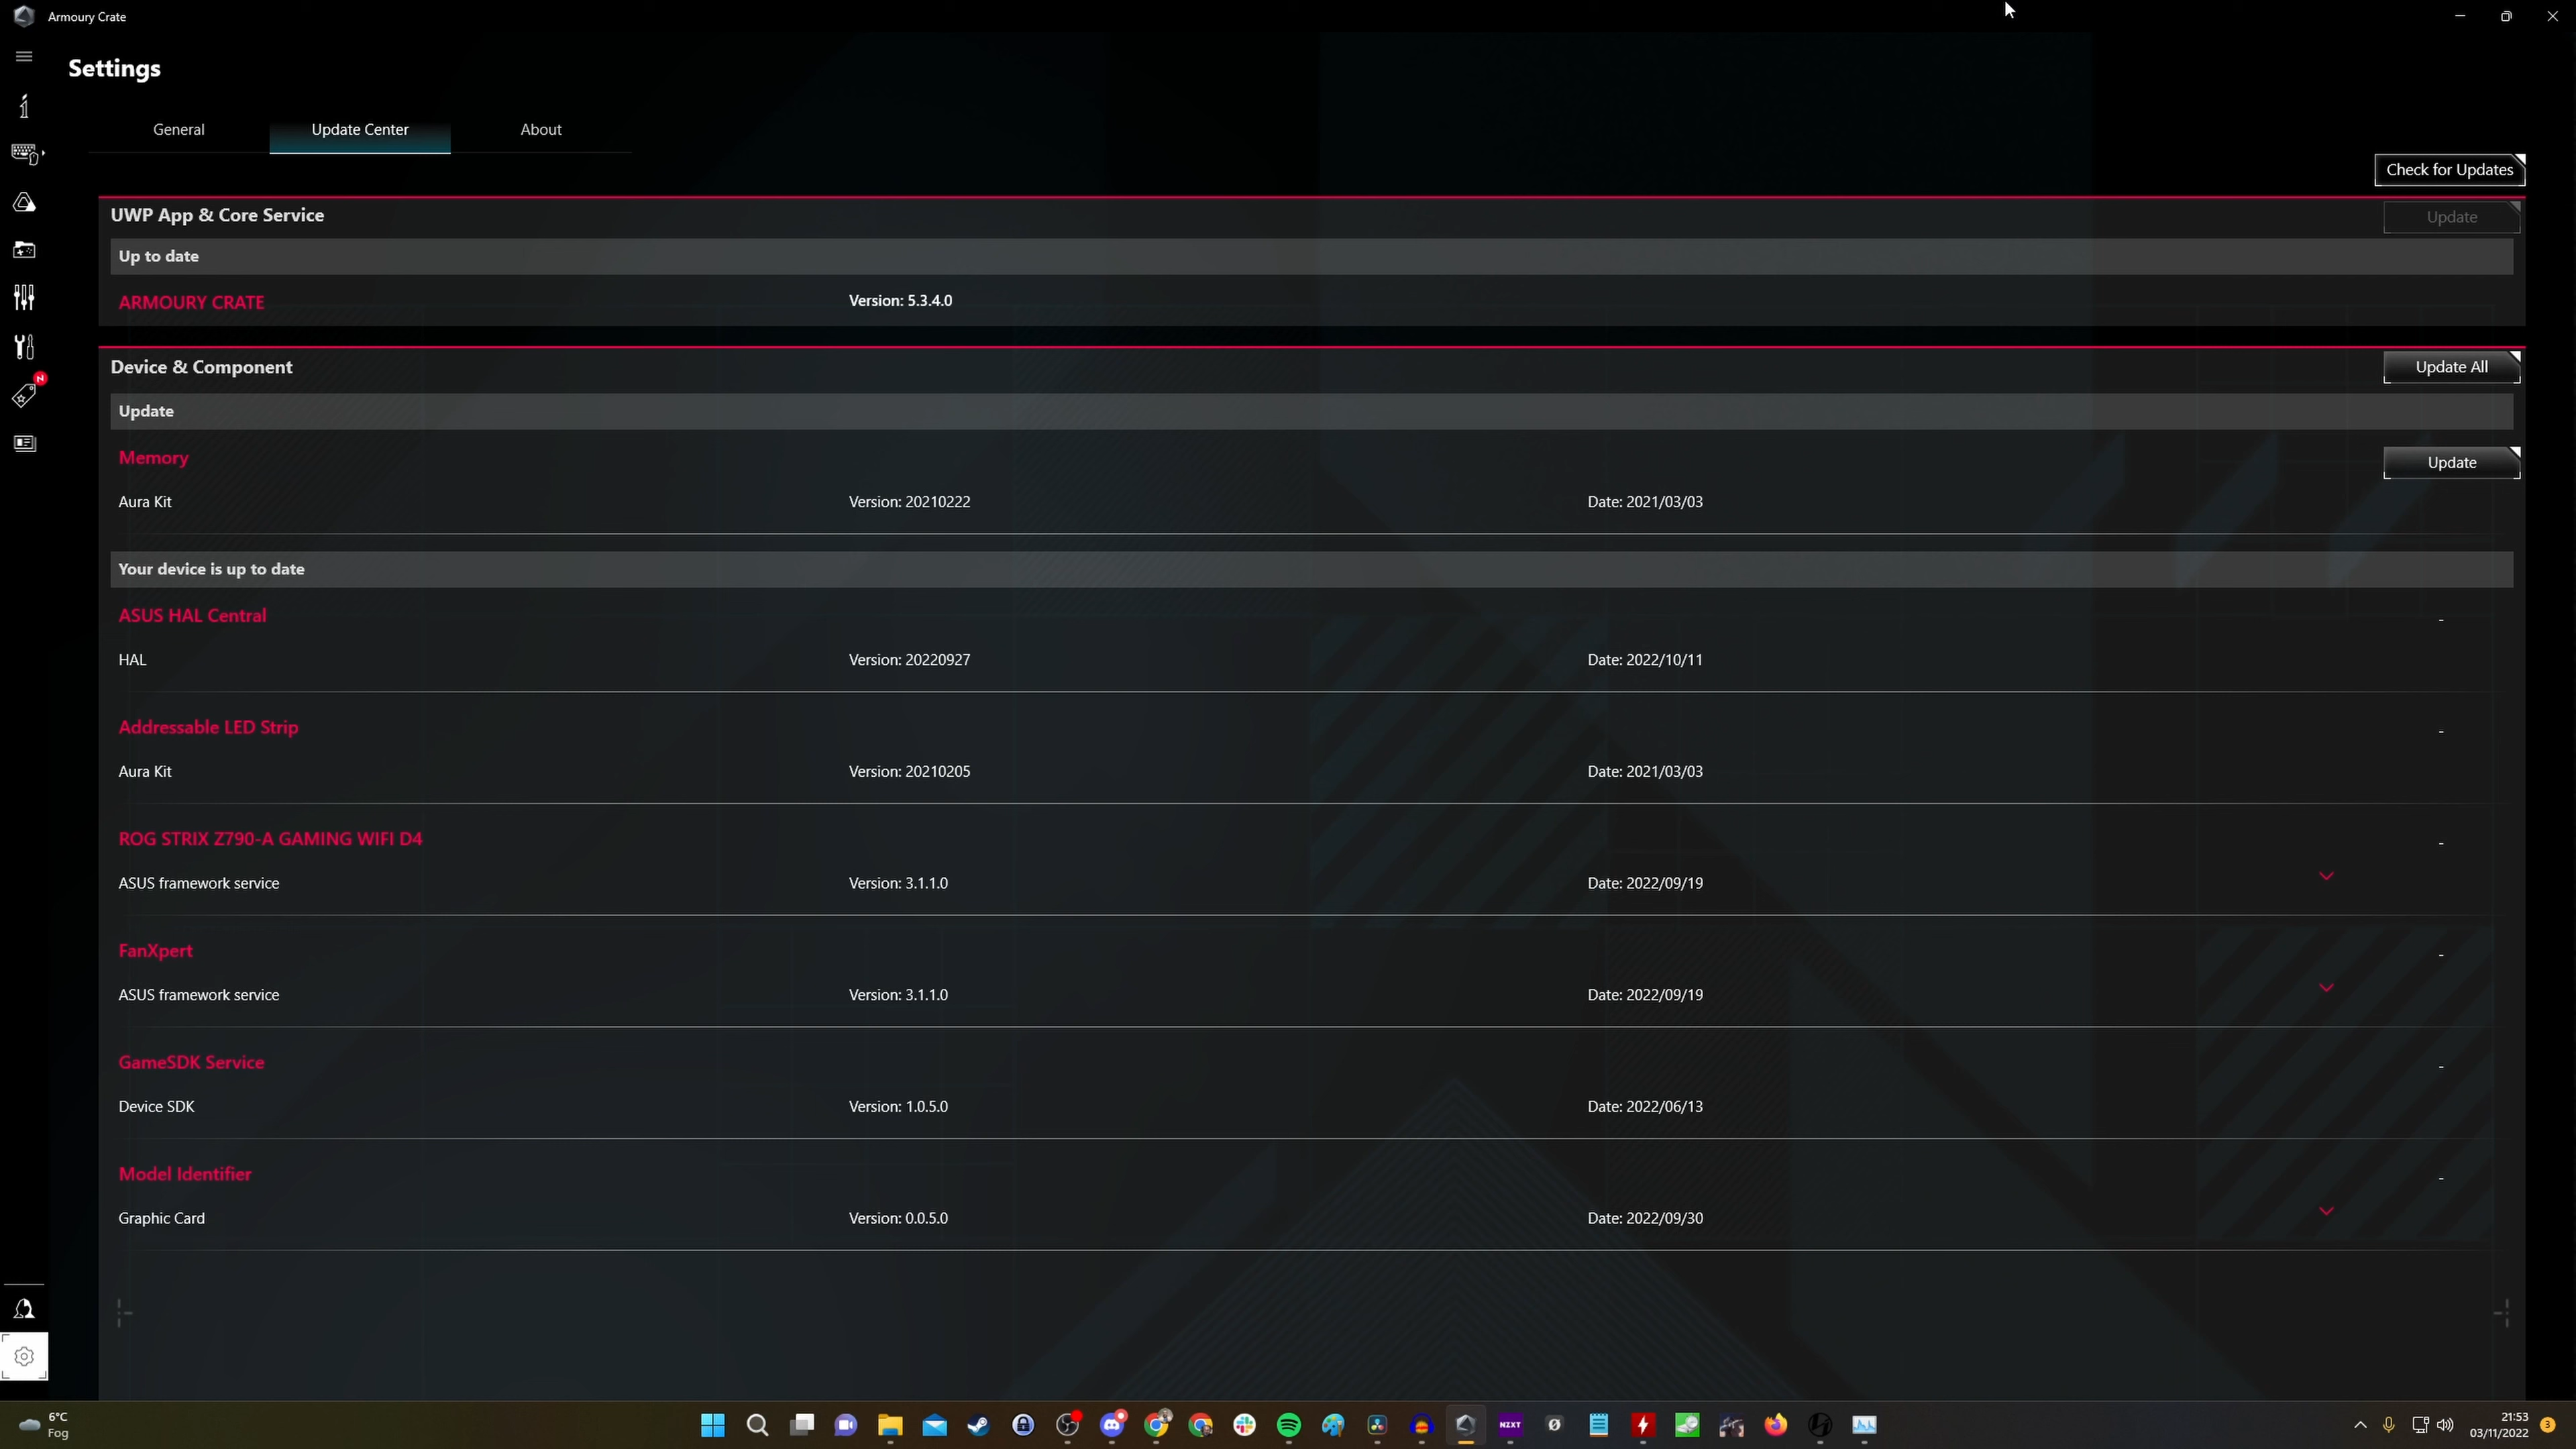 Armoury Crate
Settings
General Update Center About
Check for Updates
UWP App & Core Service Update
Up to date
ARMOURY CRATE Version: 5.3.4.0
Device & Component Update All
Update
Memory Update
Aura Kit Version: 20210222 Date: 2021/03/03
Your device is up to date
ASUS HAL Central -
HAL Version: 20220927 Date: 2022/10/11
Addressable LED Strip -
Aura Kit Version: 20210205 Date: 2021/03/03
ROG STRIX Z790-A GAMING WIFI D4 -
ASUS framework service Version: 3.1.1.0 Date: 2022/09/19
FanXpert -
ASUS framework service Version: 3.1.1.0 Date: 2022/09/19
GameSDK Service -
Device SDK Version: 1.0.5.0 Date: 2022/06/13
Model Identifier -
Graphic Card Version: 0.0.5.0 Date: 2022/09/30
6°C
Fog
NZXT
21:53
03/11/2022
3